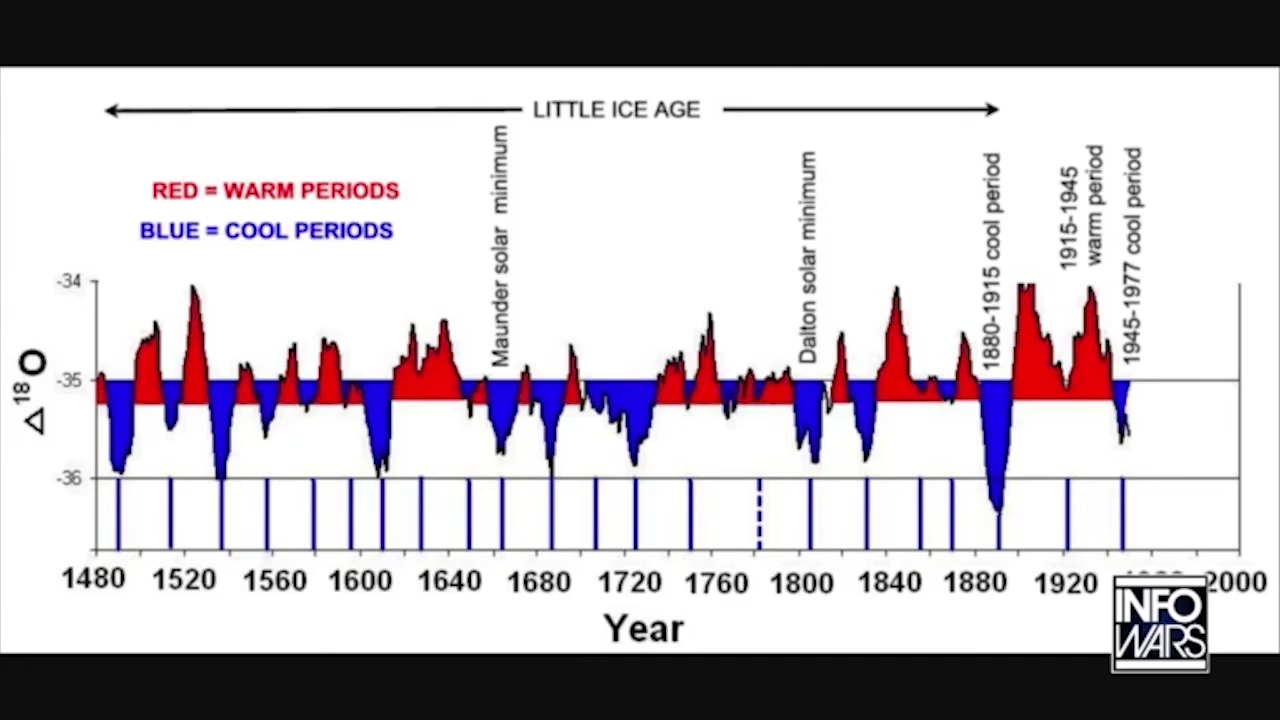 LITTLE ICE AGE
RED = WARM PERIODS
BLUE = COOL PERIODS
Maunder solar minimum
Dalton solar minimum
1880-1915 cool period
1915-1945
warm period
1945-1977 cool period
-34
-35
-36
Δ18O
1480 1520 1560 1600 1640 1680 1720 1760 1800 1840 1880 1920 2000
Year
INFO
WARS